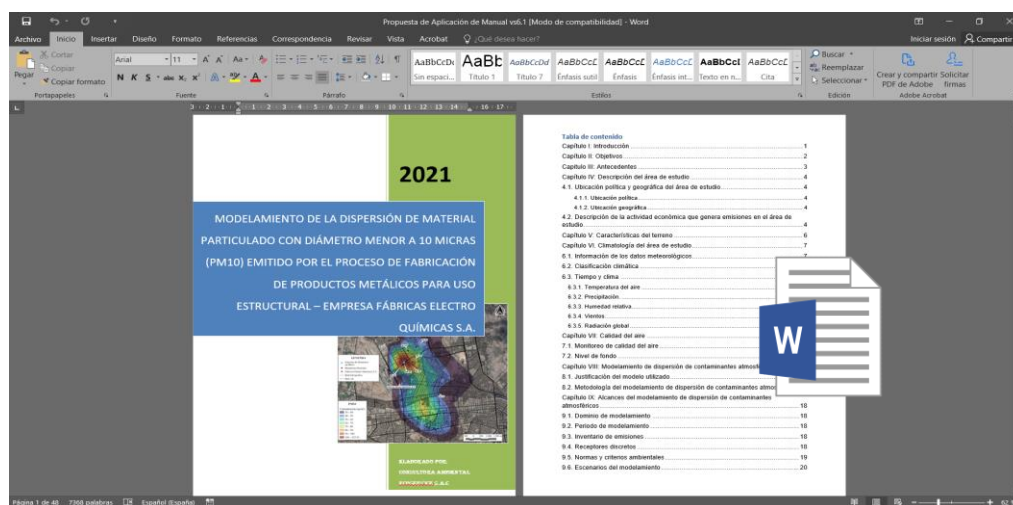 Propuesta de Aplicación de Manual vs6.1 [Modo de compatibilidad] - Word
Archivo Inicio Insertar Diseño Formato Referencias Correspondencia Revisar Vista Acrobat ¿Qué desea hacer? Iniciar sesión Compartir
Pegar
Cortar
Copiar
Copiar formato
Portapapeles
Arial 11
N K S
Fuente
Párrafo
AaBbCcDc AaBb AaBbCcDd AaBbCcD AaBbCcD AaBbCcD AaBbCcD AaBbCcD
Sin espaci... Título 1 Título 7 Énfasis sutil Énfasis Énfasis int... Texto en n... Cita
Estilos
Buscar
Reemplazar
Seleccionar
Edición
Crear y compartir PDF de Adobe
Solicitar firmas
Adobe Acrobat
2021
MODELAMIENTO DE LA DISPERSIÓN DE MATERIAL
PARTICULADO CON DIÁMETRO MENOR A 10 MICRAS
(PM10) EMITIDO POR EL PROCESO DE FABRICACIÓN
DE PRODUCTOS METÁLICOS PARA USO
ESTRUCTURAL – EMPRESA FÁBRICAS ELECTRO
QUÍMICAS S.A.
ELABORADO POR:
CONSULTORA AMBIENTAL
Tabla de contenido
Capítulo I: Introducción 1
Capítulo II: Objetivos 2
Capítulo III: Antecedentes 3
Capítulo IV: Descripción del área de estudio 4
4.1. Ubicación política y geográfica del área de estudio 4
4.1.1. Ubicación política 4
4.1.2. Ubicación geográfica 4
4.2. Descripción de la actividad económica que genera emisiones en el área de
estudio 4
Capítulo V: Características del terreno 6
Capítulo VI. Climatología del área de estudio 7
6.1. Información de los datos meteorológicos 7
6.2. Clasificación climática
6.3. Tiempo y clima
6.3.1. Temperatura del aire
6.3.2. Precipitación
6.3.3. Humedad relativa
6.3.4. Vientos
6.3.5. Radiación global
Capítulo VII: Calidad del aire
7.1. Monitoreo de calidad del aire
7.2. Nivel de fondo
Capítulo VIII: Modelamiento de dispersión de contaminantes
8.1. Justificación del modelo utilizado
8.2. Metodología del modelamiento de dispersión de contaminantes
Capítulo IX: Alcances del modelamiento de dispersión de contaminantes
atmosféricos 18
9.1. Dominio de modelamiento 18
9.2. Periodo de modelamiento 18
9.3. Inventario de emisiones 18
9.4. Receptores discretos 18
9.5. Normas y criterios ambientales 19
9.6. Escenarios del modelamiento 20
W
Página 1 de 48 7368 palabras Español (España)